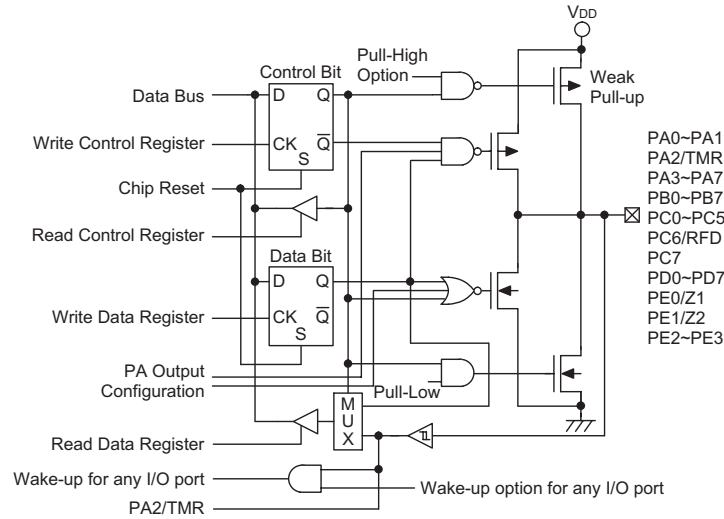 VDD
Pull-High
Option
Control Bit
Weak
Pull-up
Data Bus
D
Q
Write Control Register
CK
Q
S
Chip Reset
Read Control Register
PA0~PA1
PA2/TMR
PA3~PA7
PB0~PB7
PC0~PC5
PC6/RFD
PC7
PD0~PD7
PE0/Z1
PE1/Z2
PE2~PE3
Data Bit
D
Q
Write Data Register
CK
Q
S
PA Output
Configuration
Pull-Low
M
U
X
Read Data Register
Wake-up for any I/O port
Wake-up option for any I/O port
PA2/TMR